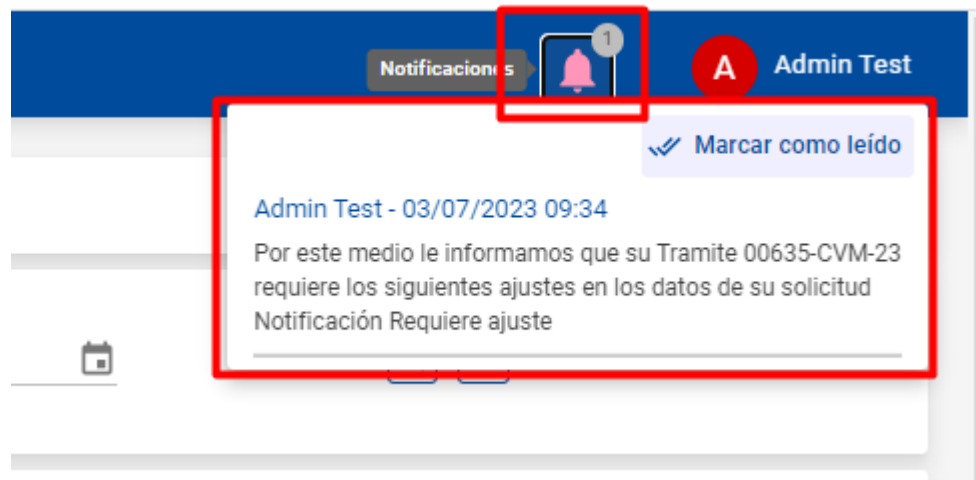 Notificaciones
1
A
Admin Test
Marcar como leído
Admin Test - 03/07/2023 09:34
Por este medio le informamos que su Tramite 00635-CVM-23
requiere los siguientes ajustes en los datos de su solicitud
Notificación Requiere ajuste